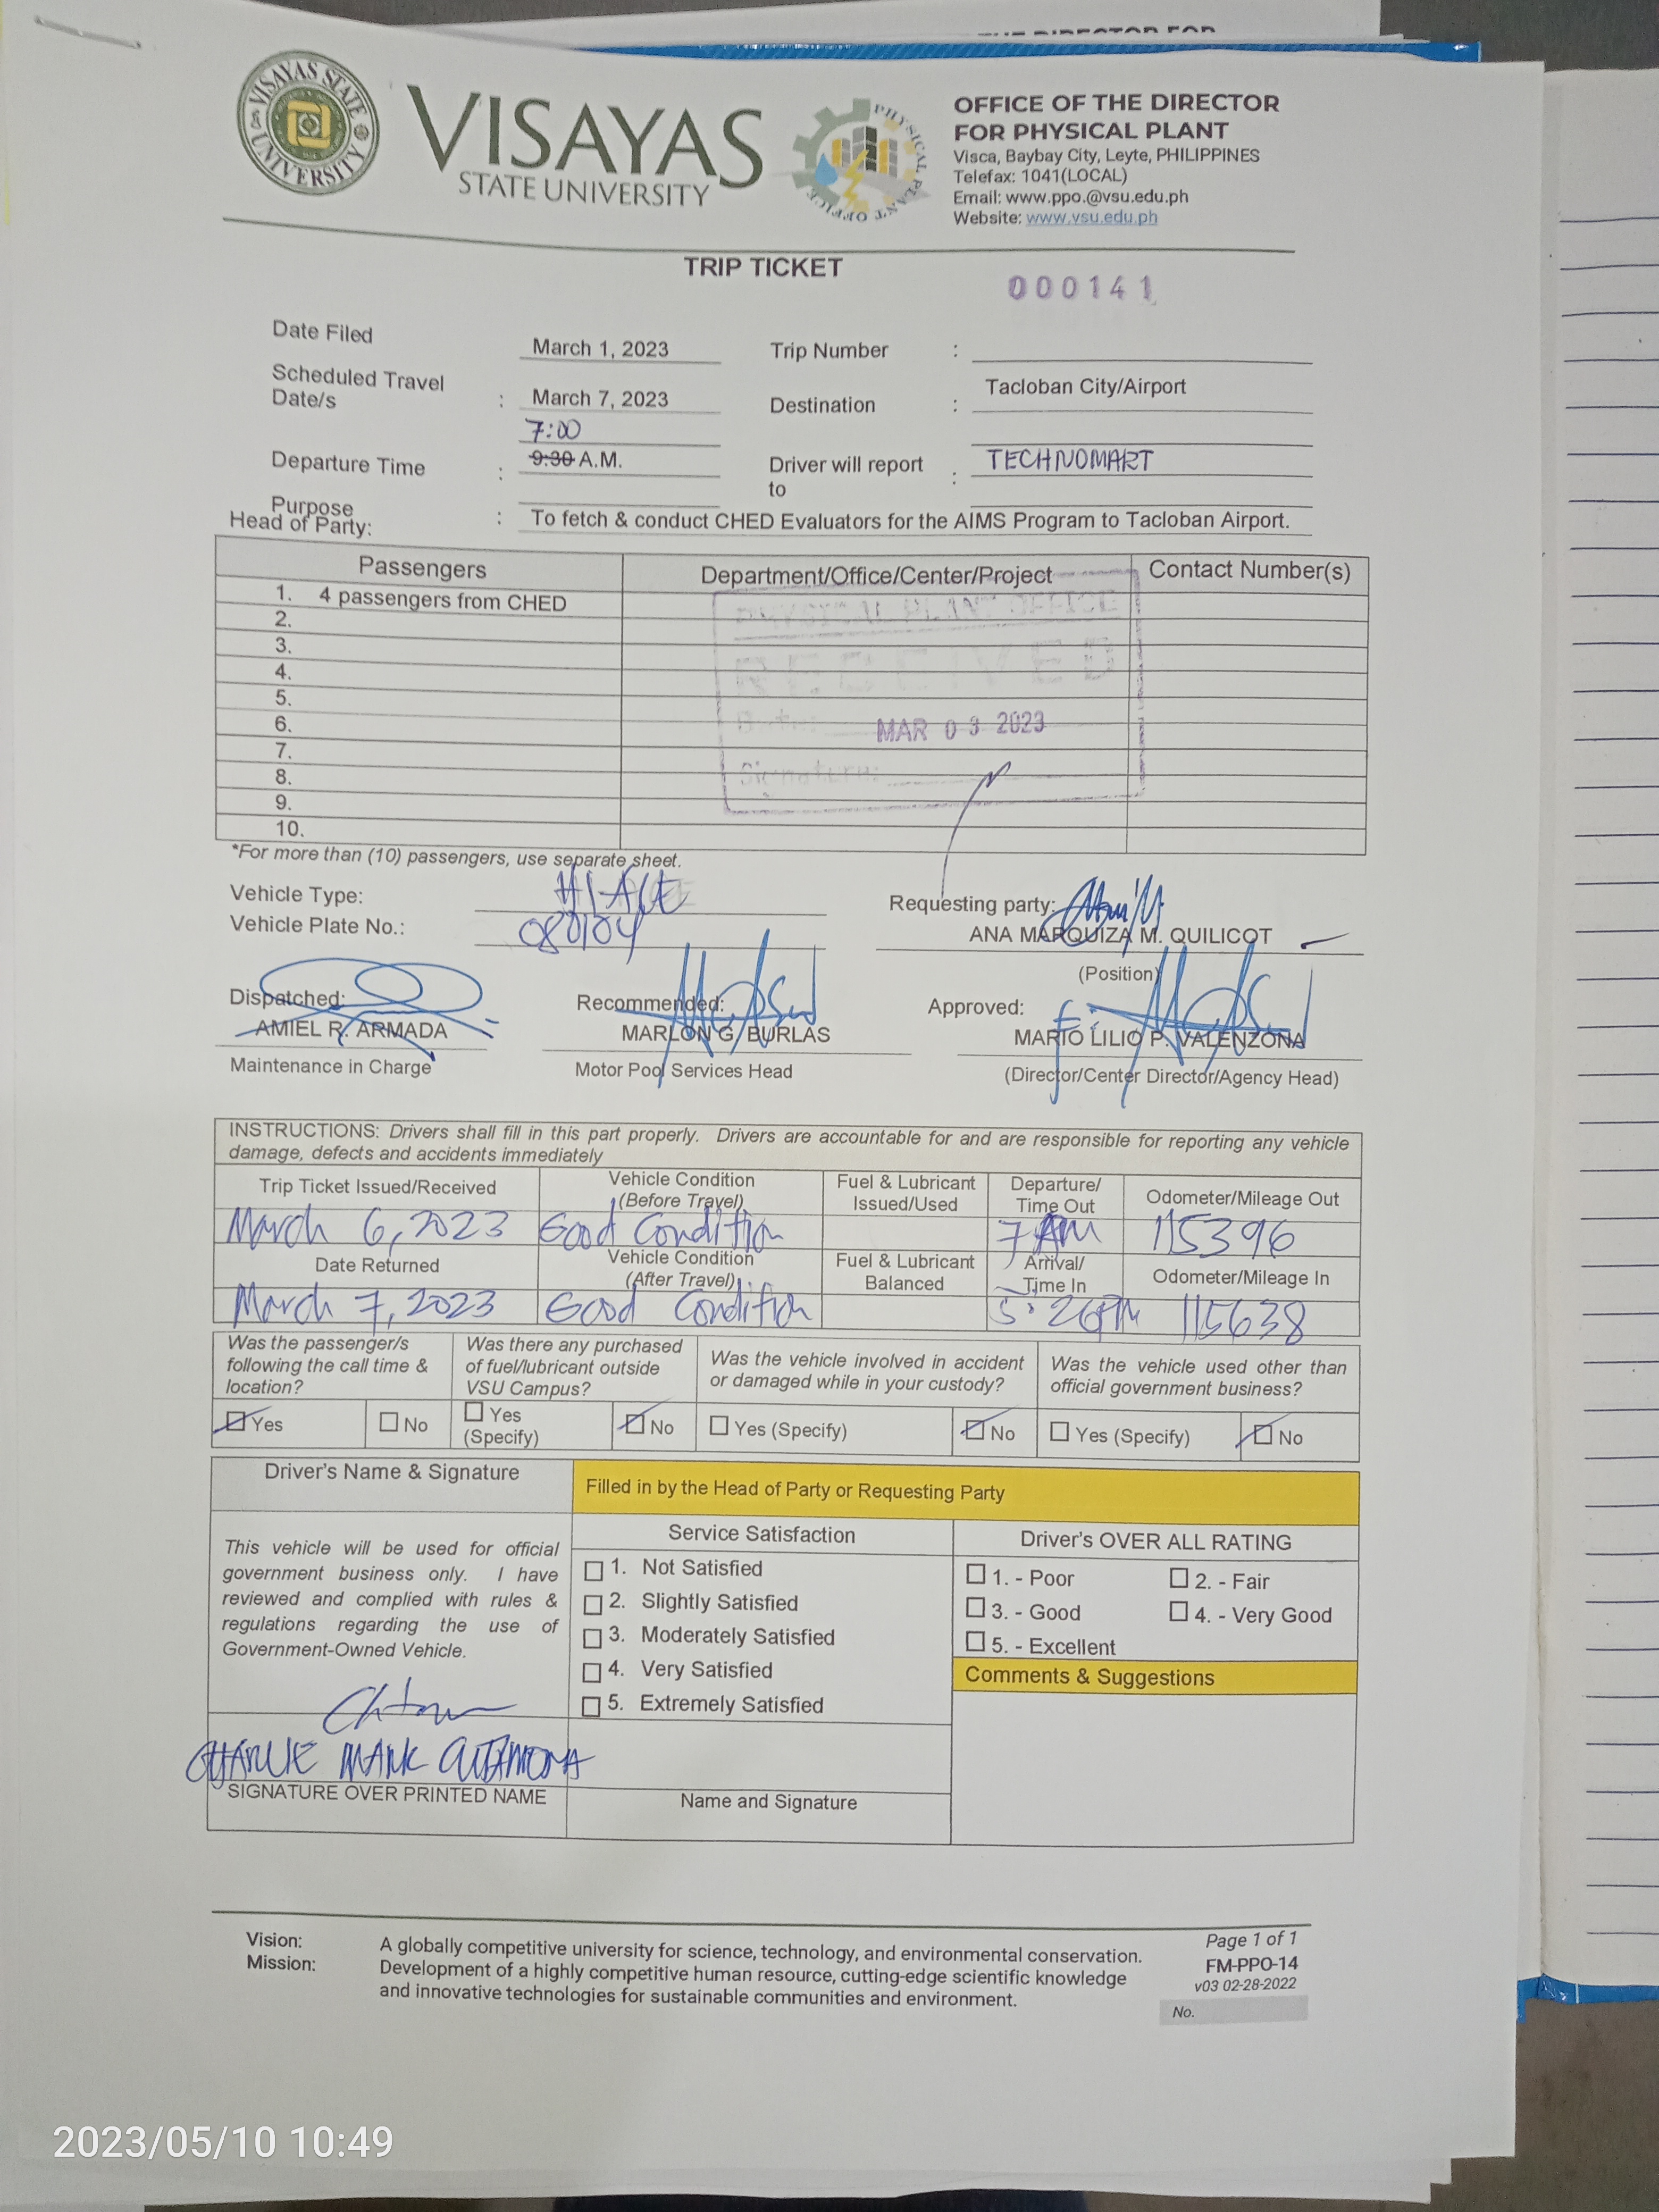 VISAYAS STATE UNIVERSITY
VISAYAS
STATE UNIVERSITY
PHYSICAL PLANT OFFICE
OFFICE OF THE DIRECTOR
FOR PHYSICAL PLANT
Visca, Baybay City, Leyte, PHILIPPINES
Telefax: 1041(LOCAL)
Email: www.ppo.@vsu.edu.ph
Website: www.vsu.edu.ph
TRIP TICKET
000141
Date Filed March 1, 2023 Trip Number :
Scheduled Travel Date/s : March 7, 2023 Destination : Tacloban City/Airport
7:00
Departure Time : 9:30 A.M. Driver will report to : TECHNOMART
Purpose : To fetch & conduct CHED Evaluators for the AIMS Program to Tacloban Airport.
Head of Party:
Passengers Department/Office/Center/Project Contact Number(s)
1. 4 passengers from CHED
2.
3.
4.
5.
6.
7.
8.
9.
10.
PHYSICAL PLANT OFFICE
RECEIVED
Date: MAR 03 2023
Signature:
*For more than (10) passengers, use separate sheet.
Vehicle Type: HIACE
Vehicle Plate No.: 080104
Requesting party:
ANA MARQUIZA M. QUILICOT
(Position)
Dispatched: Recommended: Approved:
AMIEL R. ARMADA MARLON G. BURLAS MARIO LILIO P. VALENZONA
Maintenance in Charge Motor Pool Services Head (Director/Center Director/Agency Head)
INSTRUCTIONS: Drivers shall fill in this part properly. Drivers are accountable for and are responsible for reporting any vehicle
damage, defects and accidents immediately
Trip Ticket Issued/Received Vehicle Condition (Before Travel) Fuel & Lubricant Issued/Used Departure/ Time Out Odometer/Mileage Out
March 6, 2023 Good Condition 7 AM 115396
Date Returned Vehicle Condition (After Travel) Fuel & Lubricant Balanced Arrival/ Time In Odometer/Mileage In
March 7, 2023 Good Condition 5:26PM 115638
Was the passenger/s following the call time & location? Was there any purchased of fuel/lubricant outside VSU Campus? Was the vehicle involved in accident or damaged while in your custody? Was the vehicle used other than official government business?
Yes No Yes (Specify) No Yes (Specify) No Yes (Specify) No
Driver's Name & Signature
Filled in by the Head of Party or Requesting Party
This vehicle will be used for official
government business only. I have
reviewed and complied with rules &
regulations regarding the use of
Government-Owned Vehicle.
CHARLIE MARK
SIGNATURE OVER PRINTED NAME
Service Satisfaction
1. Not Satisfied
2. Slightly Satisfied
3. Moderately Satisfied
4. Very Satisfied
5. Extremely Satisfied
Name and Signature
Driver's OVER ALL RATING
1. - Poor 2. - Fair
3. - Good 4. - Very Good
5. - Excellent
Comments & Suggestions
Vision: A globally competitive university for science, technology, and environmental conservation.
Mission: Development of a highly competitive human resource, cutting-edge scientific knowledge
and innovative technologies for sustainable communities and environment.
Page 1 of 1
FM-PPO-14
v03 02-28-2022
No.
2023/05/10 10:49